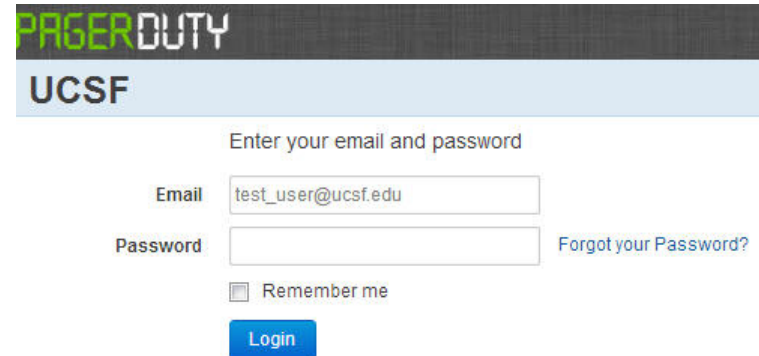 PAGERDUTY
UCSF
Enter your email and password
Email test_user@ucsf.edu
Password Forgot your Password?
Remember me
Login